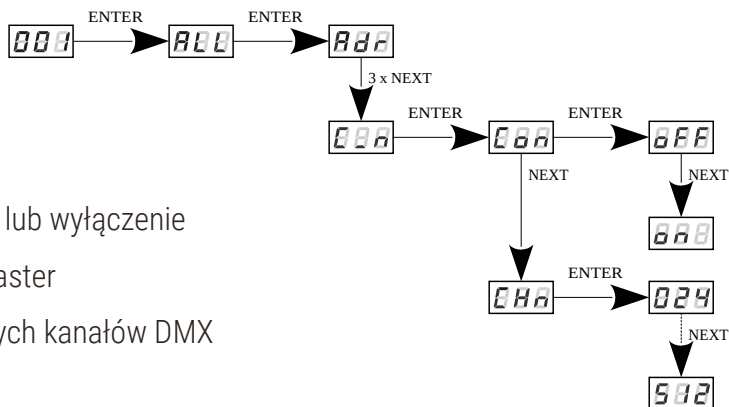 ENTER ENTER
001 ALL Adr
3 x NEXT
ENTER ENTER
C_n Con oFF
NEXT NEXT
lub wyłączenie
on
aster
ENTER
CHn 024
ych kanałów DMX
NEXT
512